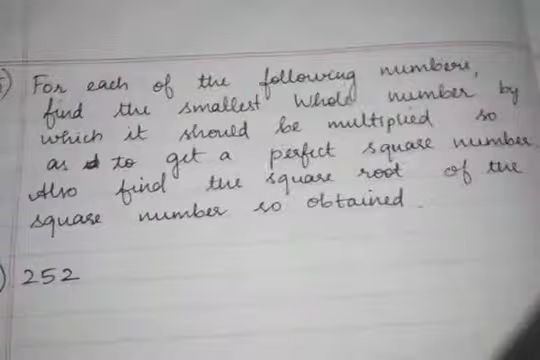 ) For each of the following numbers,
find the smallest whole number by
which it should be multiplied so
as to get a perfect square number.
Also find the square root of the
square number so obtained.
) 252